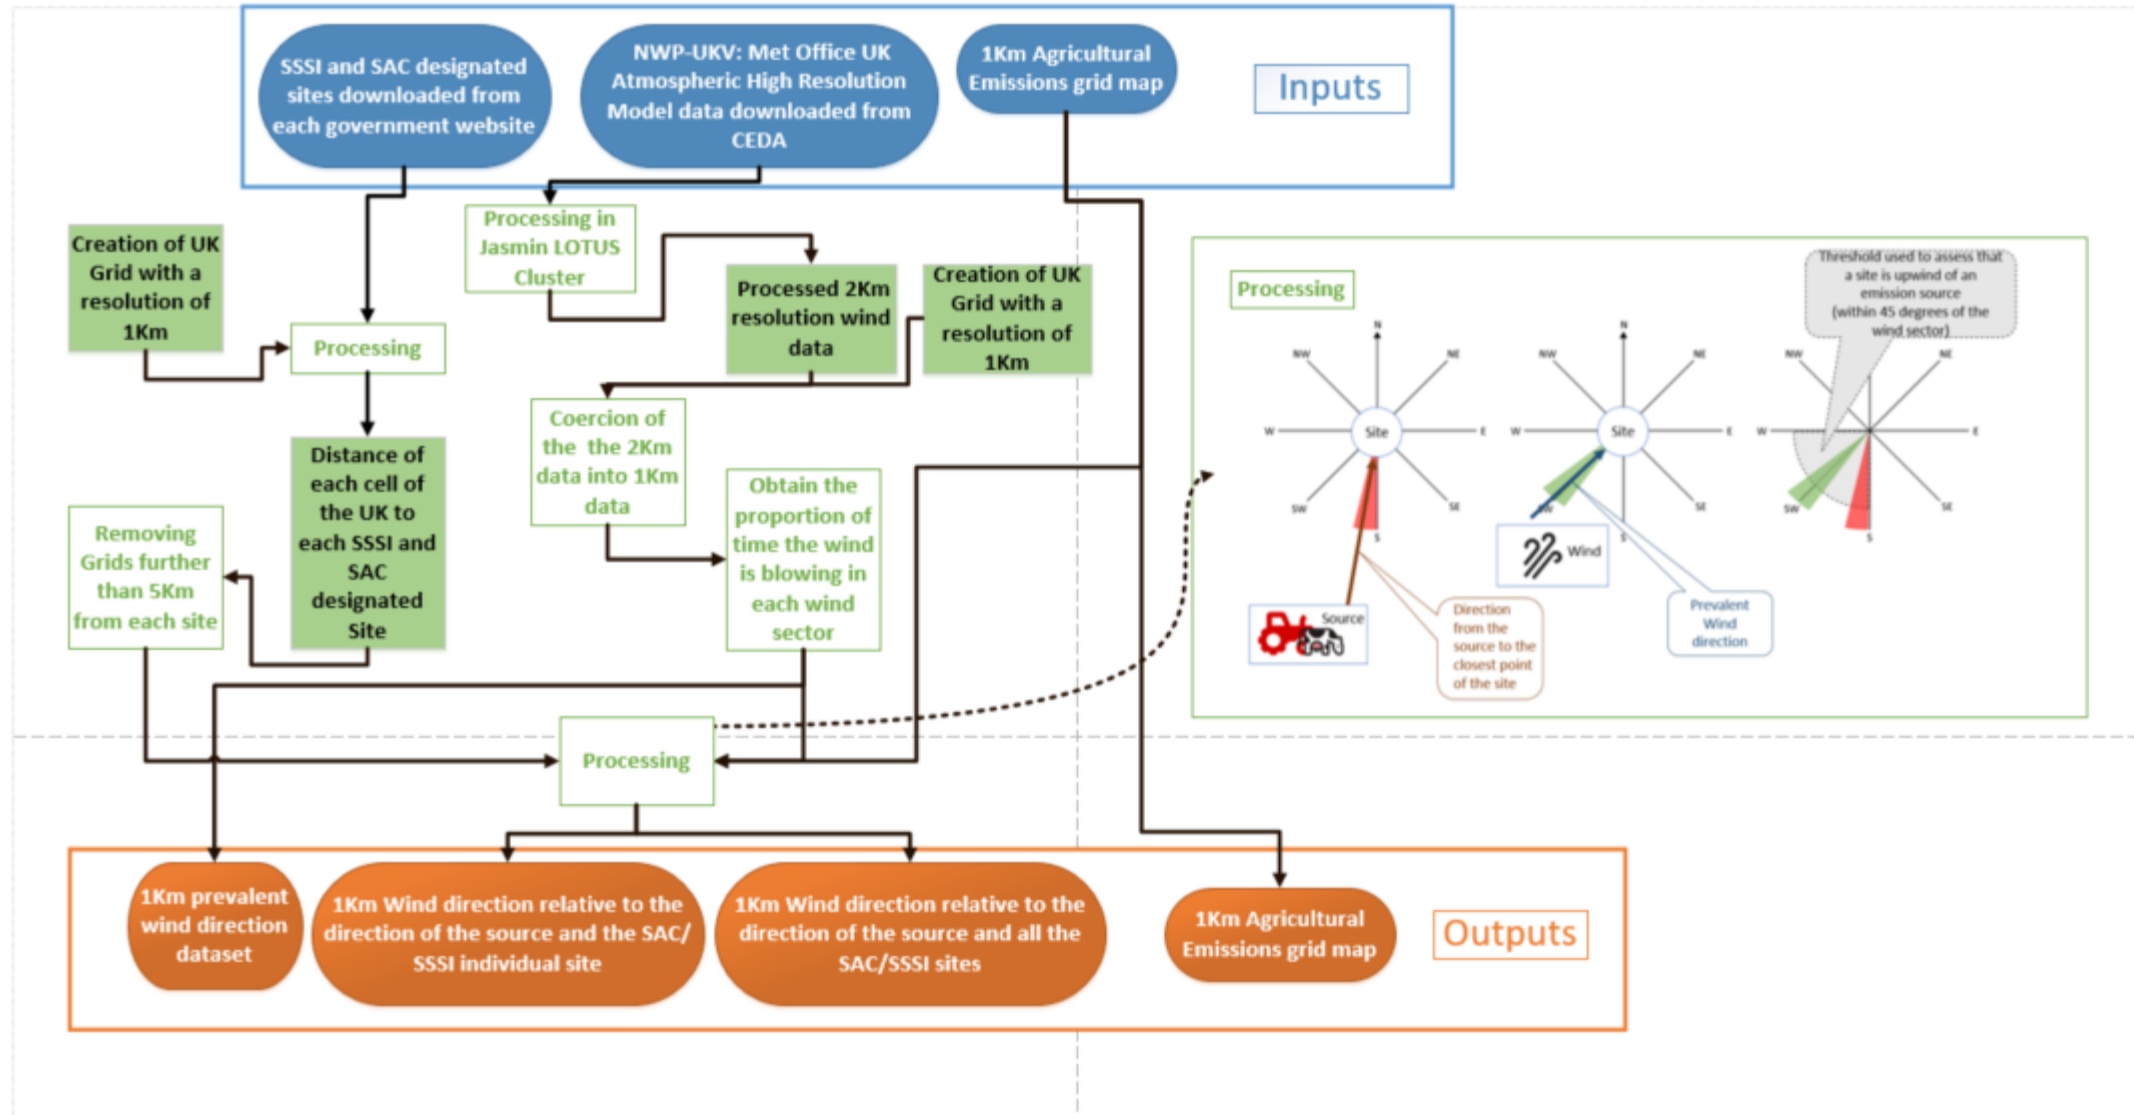 SSSI and SAC designated
sites downloaded from
each government website
NWP-UKV: Met Office UK
Atmospheric High Resolution
Model data downloaded from
CEDA
1Km Agricultural
Emissions grid map
Inputs
Creation of UK
Grid with a
resolution of
1Km
Processing in
Jasmin LOTUS
Cluster
Processed 2Km
resolution wind
data
Creation of UK
Grid with a
resolution of
1Km
Processing
Coercion of
the the 2Km
data into 1Km
data
Distance of
each cell of
the UK to
each SSSI and
SAC
designated
Site
Removing
Grids further
than 5Km
from each site
Obtain the
proportion of
time the wind
is blowing in
each wind
sector
Processing
Processing
Threshold used to assess that
a site is upwind of an
emission source
(within 45 degrees of the
wind sector)
N
NW
NE
W
Site
E
SW
SE
S
Source
Direction
from the
source to the
closest point
of the site
N
NW
NE
W
Site
E
SW
SE
S
Wind
Prevalent
Wind
direction
NW
NE
W
E
SW
SE
S
1Km prevalent
wind direction
dataset
1Km Wind direction relative to the
direction of the source and the SAC/
SSSI individual site
1Km Wind direction relative to the
direction of the source and all the
SAC/SSSI sites
1Km Agricultural
Emissions grid map
Outputs